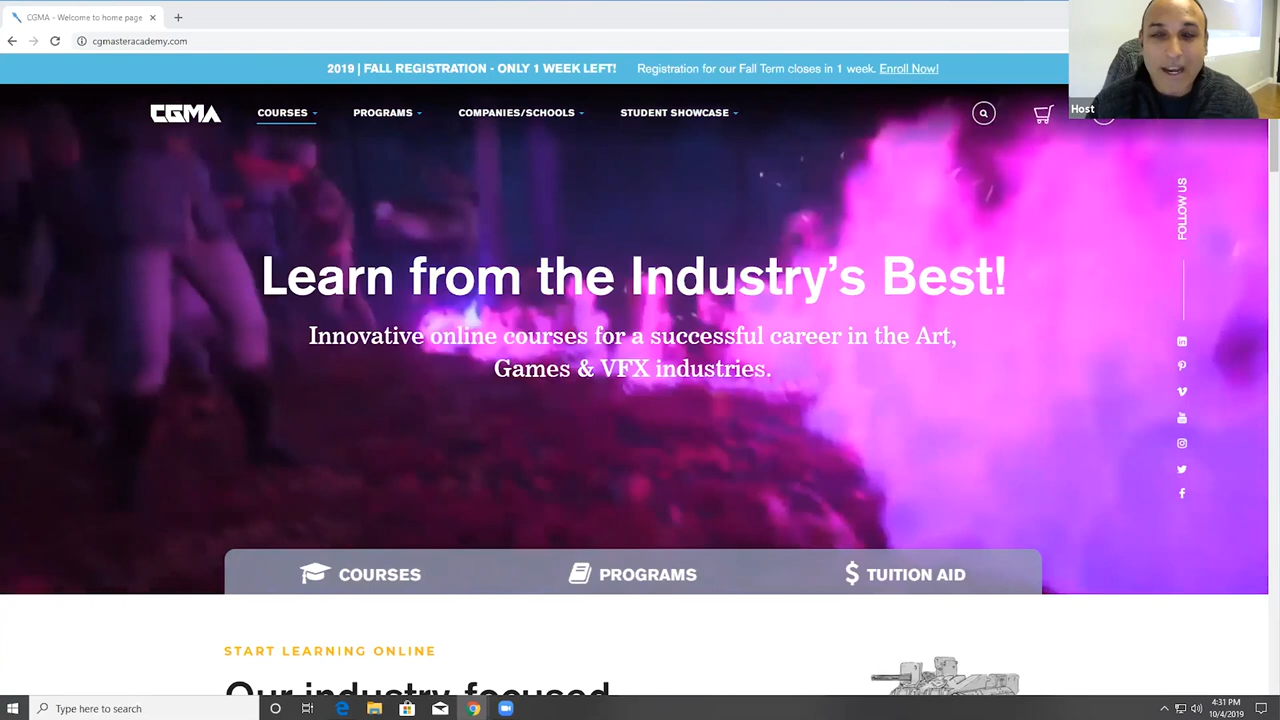 CGMA - Welcome to home page
cgmasteracademy.com
2019 | FALL REGISTRATION - ONLY 1 WEEK LEFT! Registration for our Fall Term closes in 1 week. Enroll Now!
Host
CGMA COURSES PROGRAMS COMPANIES/SCHOOLS STUDENT SHOWCASE
FOLLOW US
Learn from the Industry's Best!
Innovative online courses for a successful career in the Art,
Games & VFX industries.
COURSES PROGRAMS $ TUITION AID
START LEARNING ONLINE
Our industry-focused
Type here to search
4:31 PM
10/4/2019